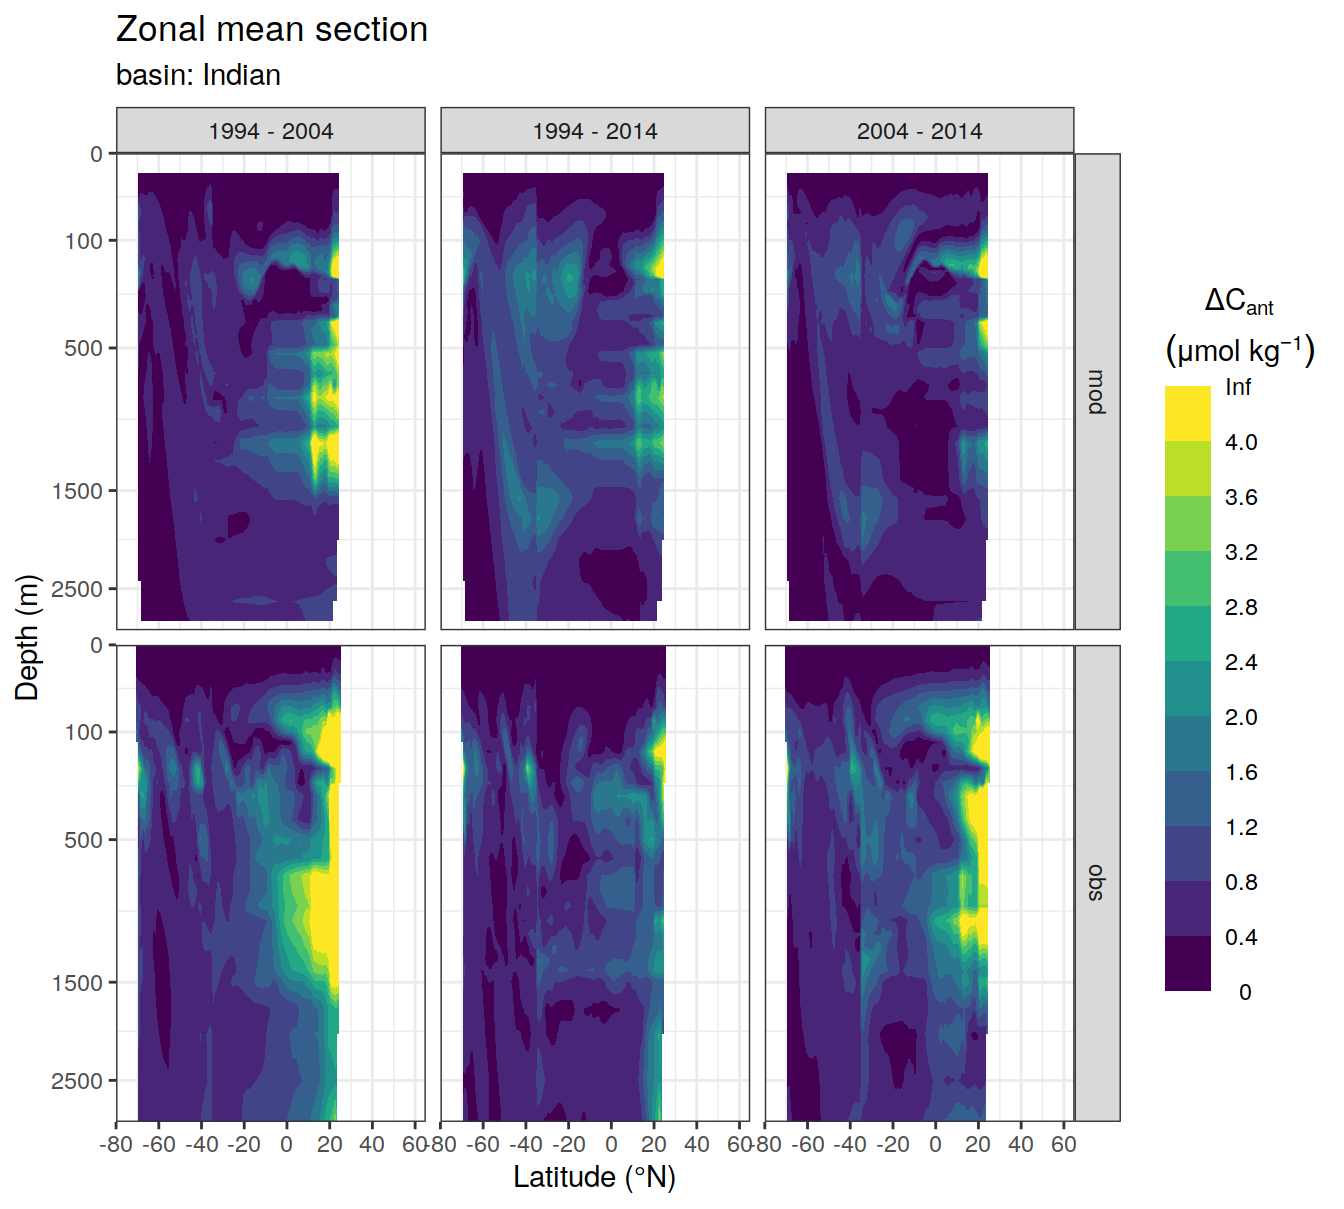 Zonal mean section
basin: Indian
1994 - 2004
1994 - 2014
2004 - 2014
0
100
500
1500
2500
mod
0
100
500
1500
2500
obs
Depth (m)
-80 -60 -40 -20 0 20 40 60
-80 -60 -40 -20 0 20 40 60
-80 -60 -40 -20 0 20 40 60
Latitude (°N)
ΔCant
(μmol kg⁻¹)
Inf
4.0
3.6
3.2
2.8
2.4
2.0
1.6
1.2
0.8
0.4
0